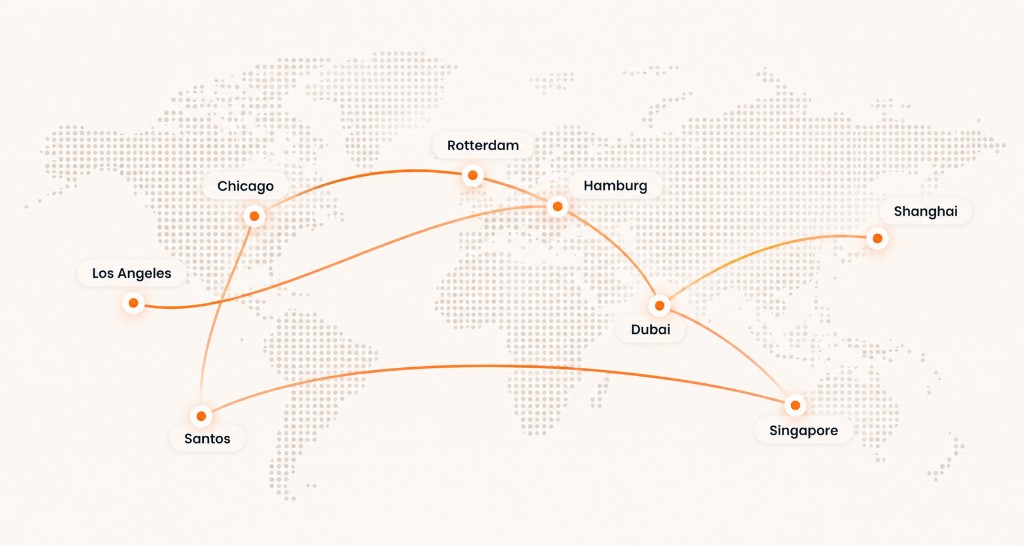 Rotterdam
Chicago
Hamburg
Shanghai
Los Angeles
Dubai
Santos
Singapore